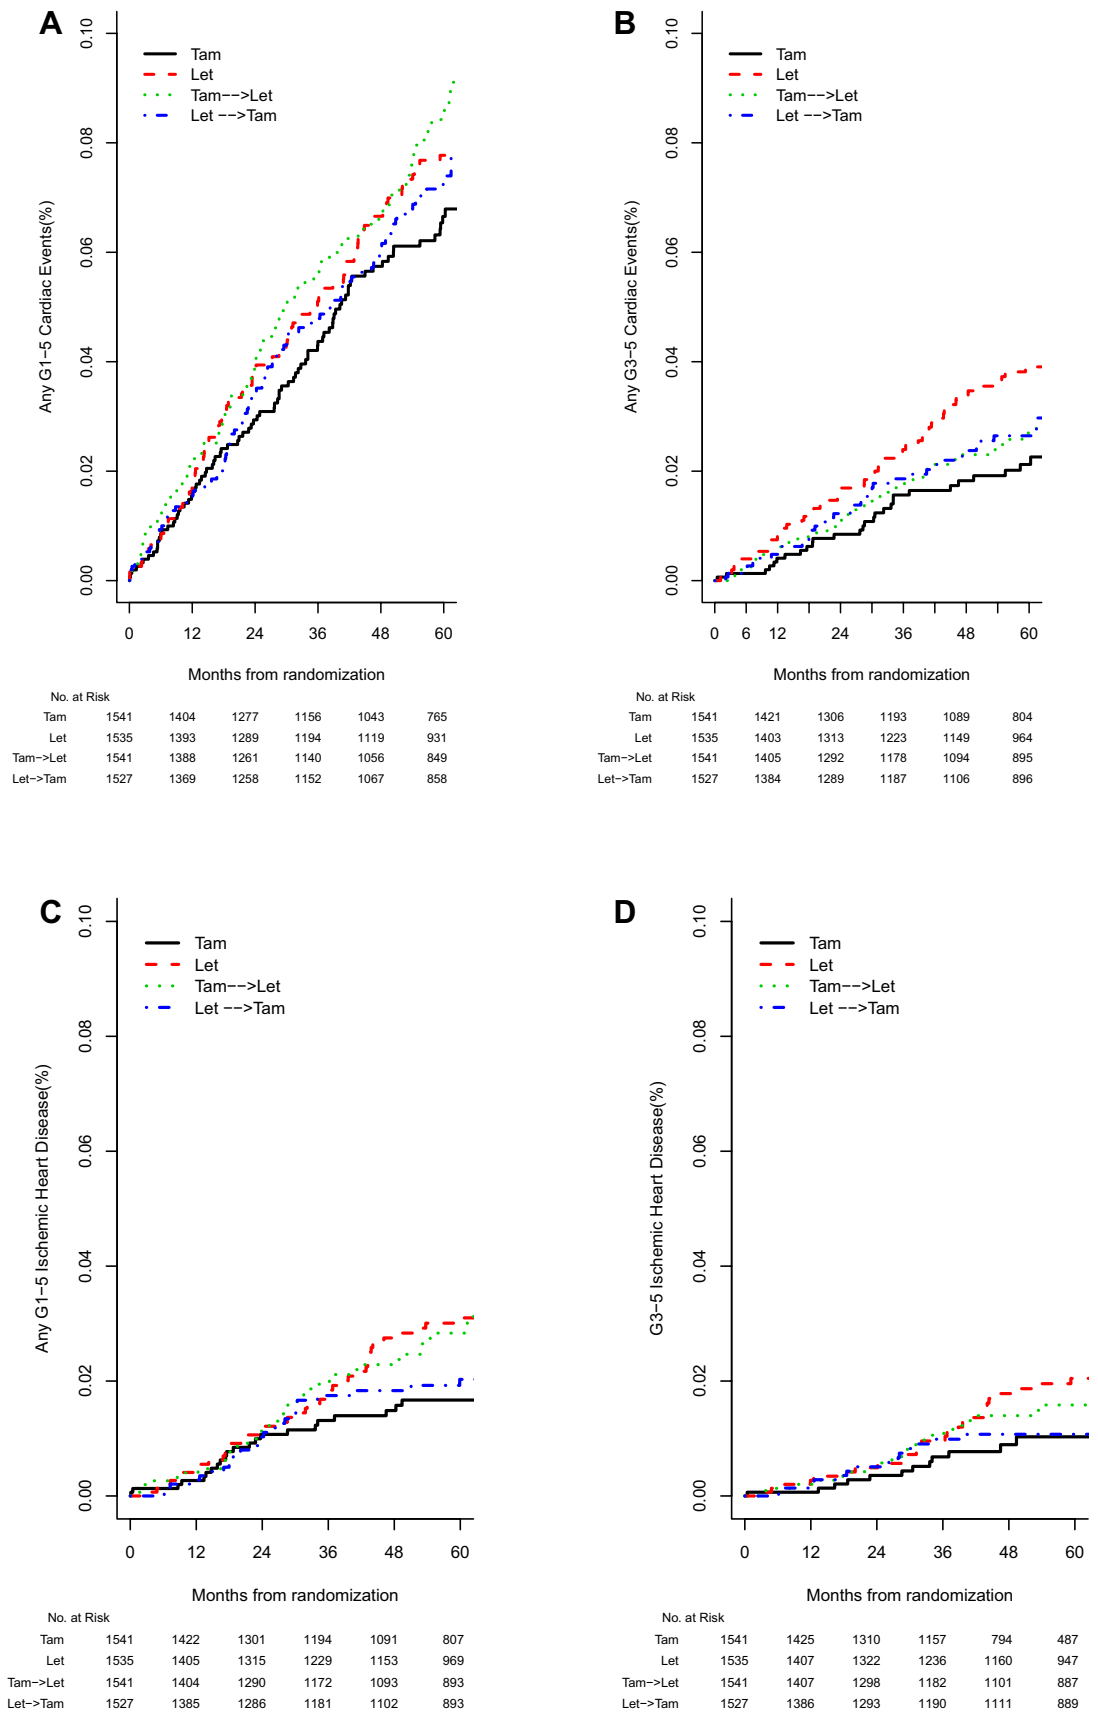 A
Any G1−5 Cardiac Events(%)
0.10
0.08
0.06
0.04
0.02
0.00
Tam
Let
Tam−−>Let
Let −−>Tam
0 12 24 36 48 60
Months from randomization
No. at Risk
Tam 1541 1404 1277 1156 1043 765
Let 1535 1393 1289 1194 1119 931
Tam−>Let 1541 1388 1261 1140 1056 849
Let−>Tam 1527 1369 1258 1152 1067 858
B
Any G3−5 Cardiac Events(%)
0.10
0.08
0.06
0.04
0.02
0.00
Tam
Let
Tam−−>Let
Let −−>Tam
0 6 12 24 36 48 60
Months from randomization
No. at Risk
Tam 1541 1421 1306 1193 1089 804
Let 1535 1403 1313 1223 1149 964
Tam−>Let 1541 1405 1292 1178 1094 895
Let−>Tam 1527 1384 1289 1187 1106 896
C
Any G1−5 Ischemic Heart Disease(%)
0.10
0.08
0.06
0.04
0.02
0.00
Tam
Let
Tam−−>Let
Let −−>Tam
0 12 24 36 48 60
Months from randomization
No. at Risk
Tam 1541 1422 1301 1194 1091 807
Let 1535 1405 1315 1229 1153 969
Tam−>Let 1541 1404 1290 1172 1093 893
Let−>Tam 1527 1385 1286 1181 1102 893
D
G3−5 Ischemic Heart Disease(%)
0.10
0.08
0.06
0.04
0.02
0.00
Tam
Let
Tam−−>Let
Let −−>Tam
0 12 24 36 48 60
Months from randomization
No. at Risk
Tam 1541 1425 1310 1157 794 487
Let 1535 1407 1322 1236 1160 947
Tam−>Let 1541 1407 1298 1182 1101 887
Let−>Tam 1527 1386 1293 1190 1111 889